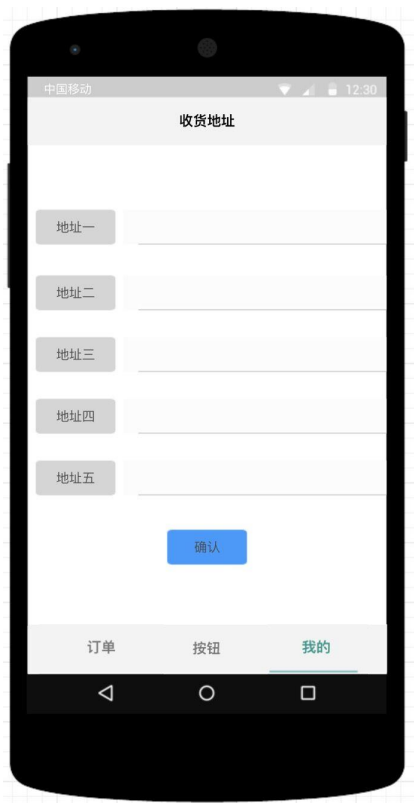 中国移动 12:30
收货地址
地址一
地址二
地址三
地址四
地址五
确认
订单 按钮 我的